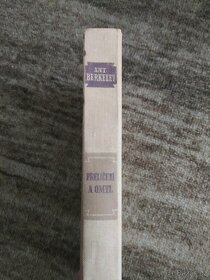 ANT.
BERKELEY
PŘELÍČENÍ
A OMYL